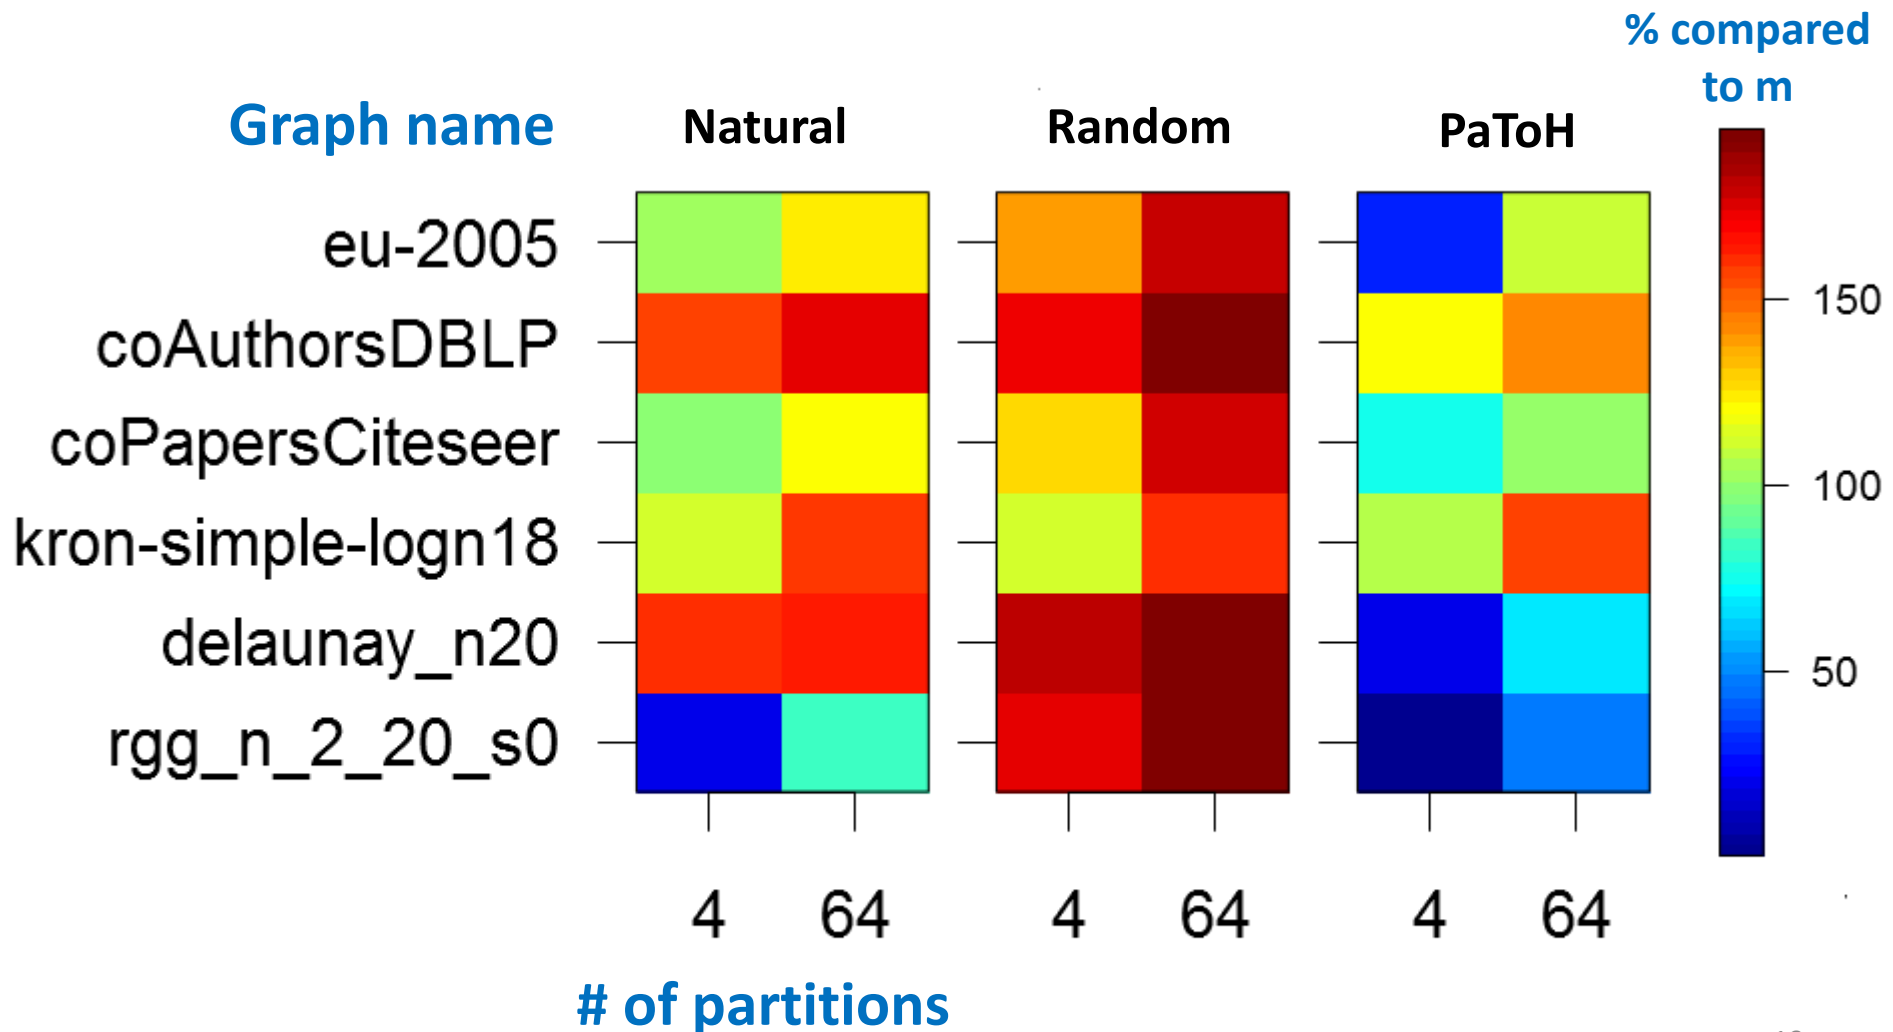 % compared
to m
Graph name
Natural
Random
PaToH
eu-2005
coAuthorsDBLP
coPapersCiteseer
kron-simple-logn18
delaunay_n20
rgg_n_2_20_s0
150
100
50
4 64
4 64
4 64
# of partitions